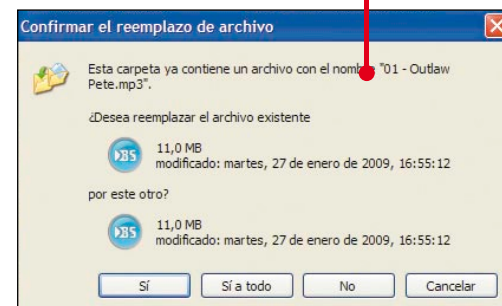 Confirmar el reemplazo de archivo
Esta carpeta ya contiene un archivo con el nombre "01 - Outlaw
Pete.mp3".
¿Desea reemplazar el archivo existente
BS
11,0 MB
modificado: martes, 27 de enero de 2009, 16:55:12
por este otro?
BS
11,0 MB
modificado: martes, 27 de enero de 2009, 16:55:12
Sí Sí a todo No Cancelar